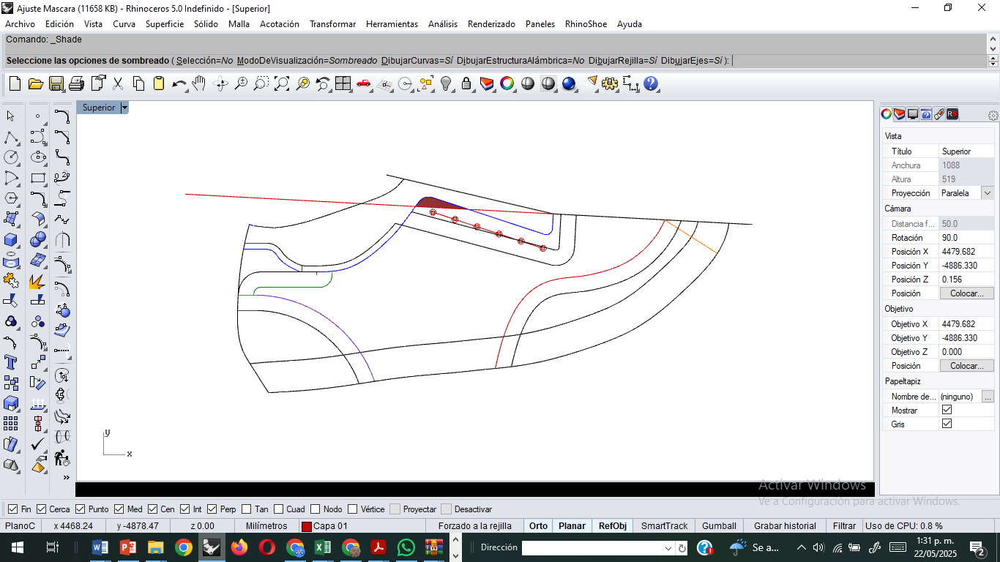 Ajuste Mascara (11658 KB) - Rhinoceros 5.0 Indefinido - [Superior]
Archivo Edición Vista Curva Superficie Sólido Malla Acotación Transformar Herramientas Análisis Renderizado Paneles RhinoShoe Ayuda
Comando: _Shade
Seleccione las opciones de sombreado ( Selección=No ModoDeVisualización=Sombreado DibujarCurvas=Sí DibujarEstructuraAlámbrica=No DibujarRejilla=Sí DibujarEjes=Sí ):
Superior
Vista
Título Superior
Anchura 1088
Altura 519
Proyección Paralela
Cámara
Distancia f... 50.0
Rotación 90.0
Posición X 4479.682
Posición Y -4886.330
Posición Z 0.156
Posición Colocar...
Objetivo
Objetivo X 4479.682
Objetivo Y -4886.330
Objetivo Z 0.000
Posición Colocar...
Papeltapiz
Nombre de... (ninguno) ...
Mostrar
Gris
y
x
Activar Windows
Ve a Configuración para activar Windows.
Fin Cerca Punto Med Cen Int Perp Tan Cuad Nodo Vértice Proyectar Desactivar
PlanoC x 4468.24 y -4878.47 z 0.00 Milímetros Capa 01 Forzado a la rejilla Orto Planar RefObj SmartTrack Gumball Grabar historial Filtrar Uso de CPU: 0.8 %
Dirección Se a... 1:31 p. m.
22/05/2025 2